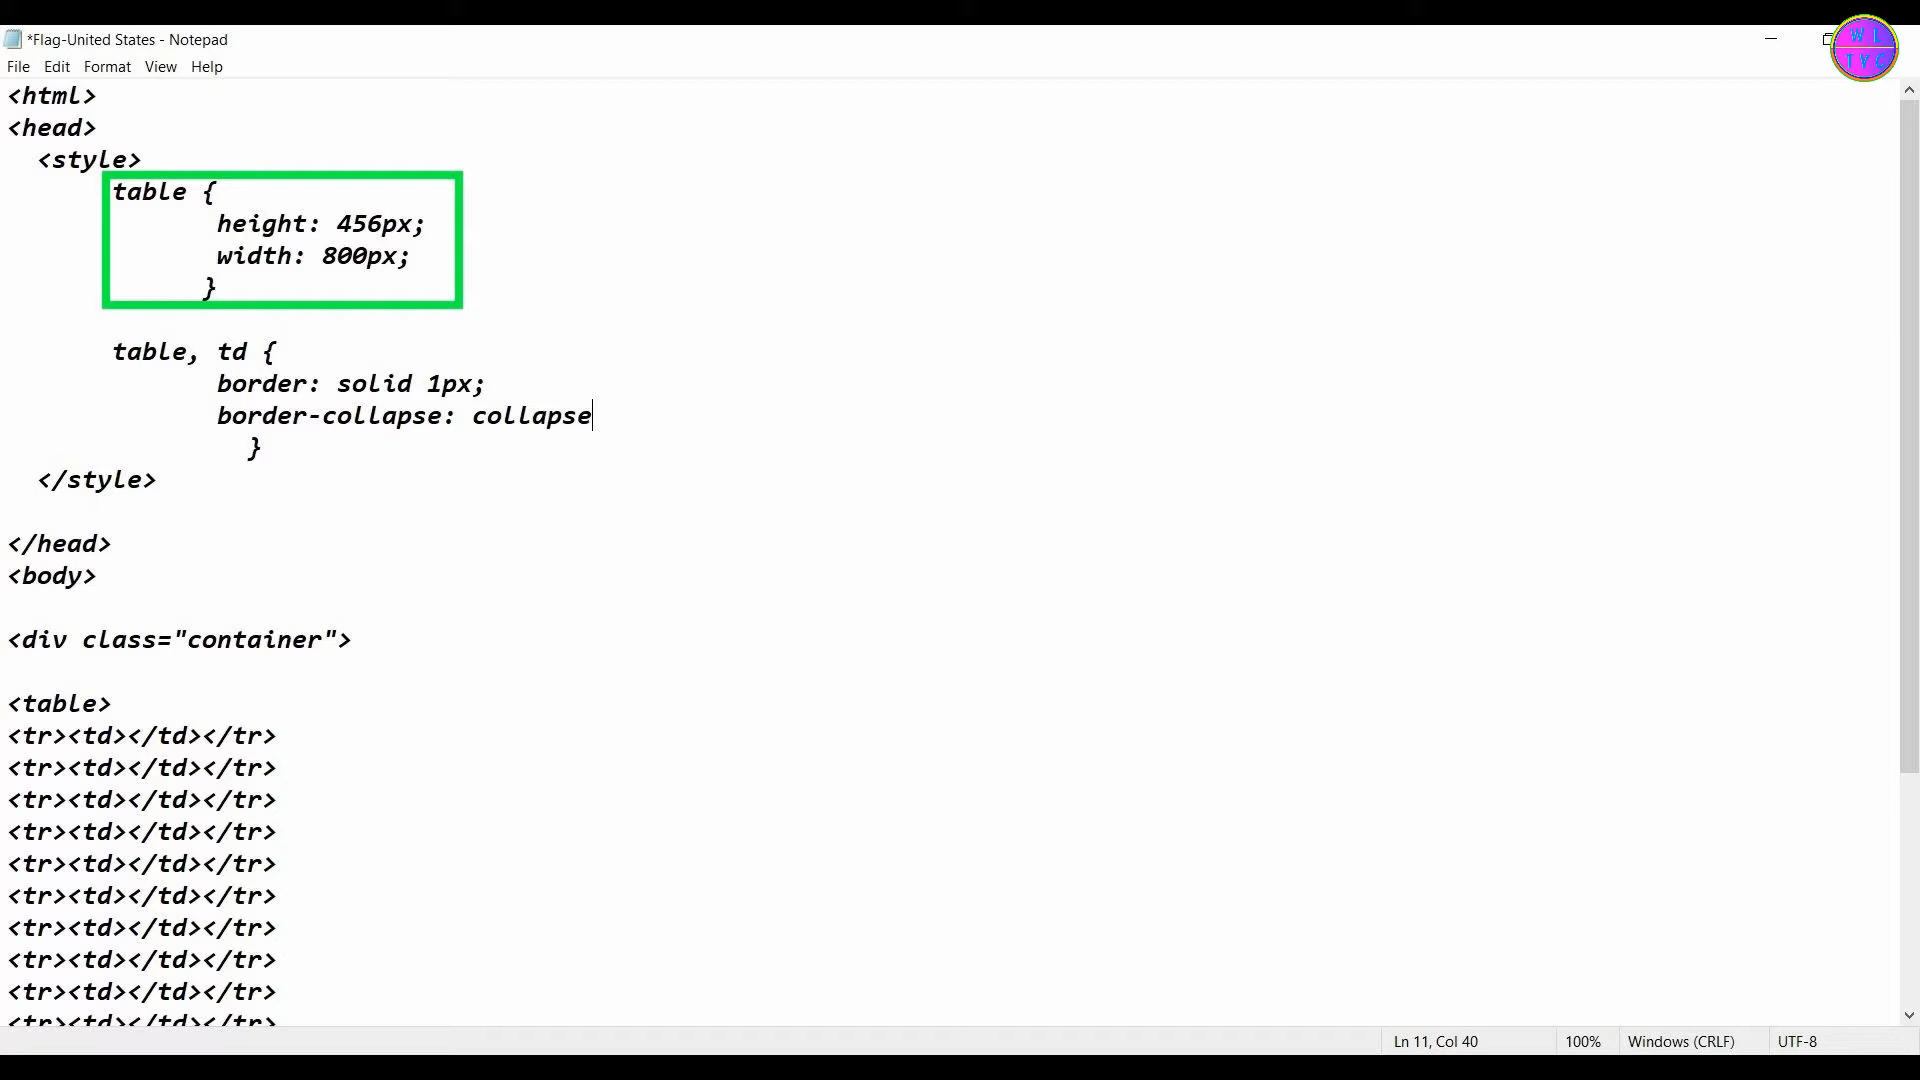 *Flag-United States - Notepad
W L
T Y C
File Edit Format View Help
<html>
<head>
<style>
table {
height: 456px;
width: 800px;
}
table, td {
border: solid 1px;
border-collapse: collapse
}
</style>
</head>
<body>
<div class="container">
<table>
<tr><td></td></tr>
<tr><td></td></tr>
<tr><td></td></tr>
<tr><td></td></tr>
<tr><td></td></tr>
<tr><td></td></tr>
<tr><td></td></tr>
<tr><td></td></tr>
<tr><td></td></tr>
<tr><td></td></tr>
Ln 11, Col 40 100% Windows (CRLF) UTF-8